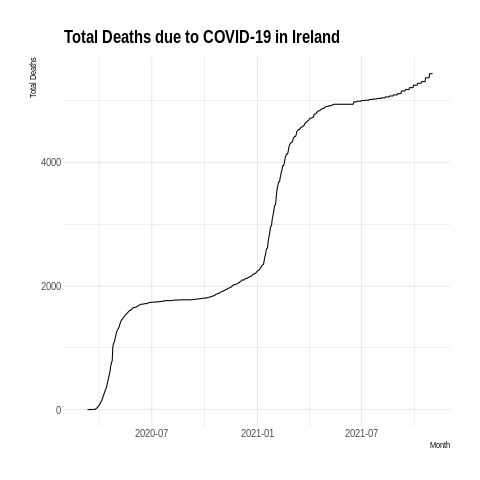 Total Deaths due to COVID-19 in Ireland
Total Deaths
4000
2000
0
2020-07 2021-01 2021-07
Month